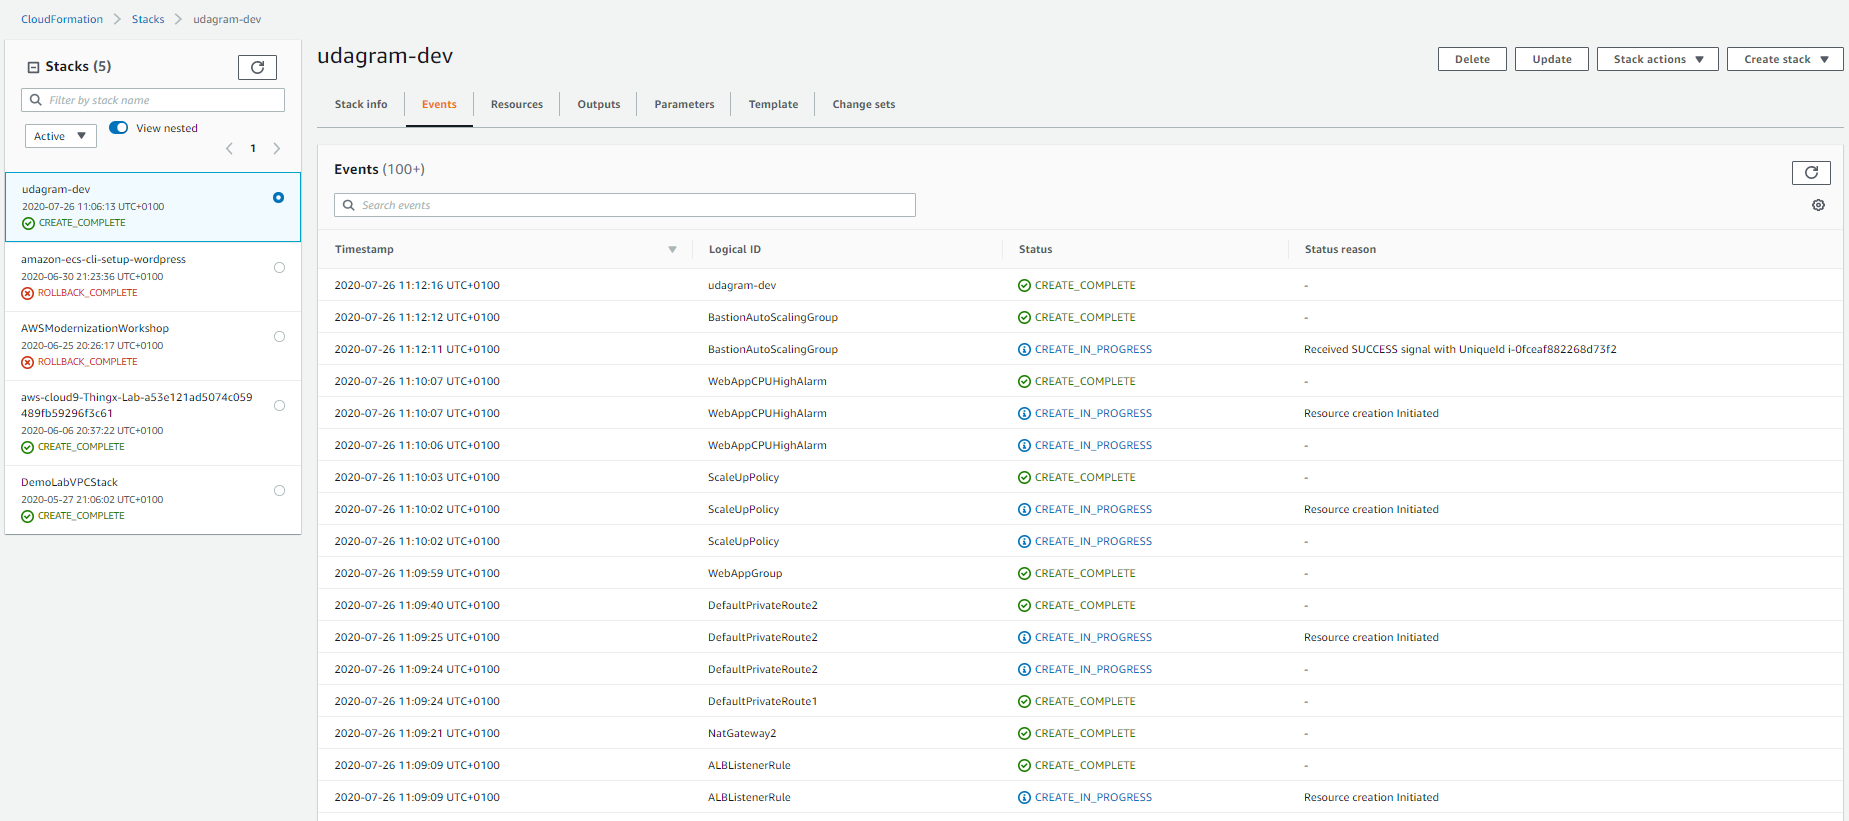 CloudFormation > Stacks > udagram-dev
Stacks (5)
Filter by stack name
Active
View nested
1
udagram-dev
2020-07-26 11:06:13 UTC+0100
CREATE_COMPLETE
amazon-ecs-cli-setup-wordpress
2020-06-30 21:23:36 UTC+0100
ROLLBACK_COMPLETE
AWSModernizationWorkshop
2020-06-25 20:26:17 UTC+0100
ROLLBACK_COMPLETE
aws-cloud9-Thingx-Lab-a53e121ad5074c059
489fb59296f3c61
2020-06-06 20:37:22 UTC+0100
CREATE_COMPLETE
DemoLabVPCStack
2020-05-27 21:06:02 UTC+0100
CREATE_COMPLETE
udagram-dev
Delete Update Stack actions Create stack
Stack info Events Resources Outputs Parameters Template Change sets
Events (100+)
Search events
Timestamp Logical ID Status Status reason
2020-07-26 11:12:16 UTC+0100 udagram-dev CREATE_COMPLETE -
2020-07-26 11:12:12 UTC+0100 BastionAutoScalingGroup CREATE_COMPLETE -
2020-07-26 11:12:11 UTC+0100 BastionAutoScalingGroup CREATE_IN_PROGRESS Received SUCCESS signal with UniqueId i-0fceaf882268d73f2
2020-07-26 11:10:07 UTC+0100 WebAppCPUHighAlarm CREATE_COMPLETE -
2020-07-26 11:10:07 UTC+0100 WebAppCPUHighAlarm CREATE_IN_PROGRESS Resource creation Initiated
2020-07-26 11:10:06 UTC+0100 WebAppCPUHighAlarm CREATE_IN_PROGRESS -
2020-07-26 11:10:03 UTC+0100 ScaleUpPolicy CREATE_COMPLETE -
2020-07-26 11:10:02 UTC+0100 ScaleUpPolicy CREATE_IN_PROGRESS Resource creation Initiated
2020-07-26 11:10:02 UTC+0100 ScaleUpPolicy CREATE_IN_PROGRESS -
2020-07-26 11:09:59 UTC+0100 WebAppGroup CREATE_COMPLETE -
2020-07-26 11:09:40 UTC+0100 DefaultPrivateRoute2 CREATE_COMPLETE -
2020-07-26 11:09:25 UTC+0100 DefaultPrivateRoute2 CREATE_IN_PROGRESS Resource creation Initiated
2020-07-26 11:09:24 UTC+0100 DefaultPrivateRoute2 CREATE_IN_PROGRESS -
2020-07-26 11:09:24 UTC+0100 DefaultPrivateRoute1 CREATE_COMPLETE -
2020-07-26 11:09:21 UTC+0100 NatGateway2 CREATE_COMPLETE -
2020-07-26 11:09:09 UTC+0100 ALBListenerRule CREATE_COMPLETE -
2020-07-26 11:09:09 UTC+0100 ALBListenerRule CREATE_IN_PROGRESS Resource creation Initiated